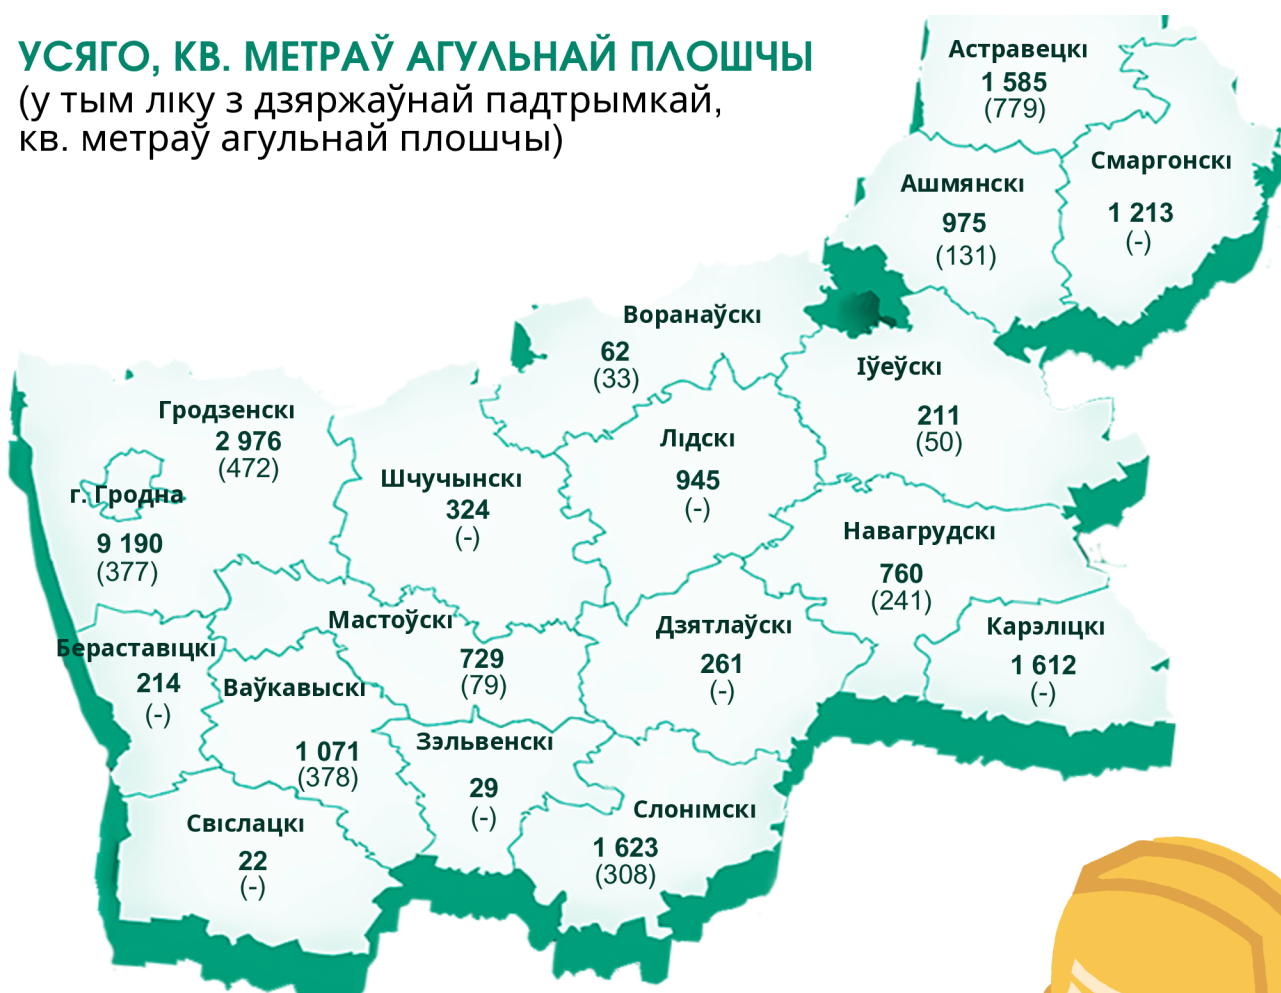 УСЯГО, КВ. МЕТРАЎ АГУЛЬНАЙ ПЛОШЧЫ
(у тым ліку з дзяржаўнай падтрымкай,
кв. метраў агульнай плошчы)
Астравецкі
1 585
(779)
Смаргонскі
1 213
(-)
Ашмянскі
975
(131)
Воранаўскі
62
(33)
Іўеўскі
211
(50)
Гродзенскі
2 976
(472)
г. Гродна
9 190
(377)
Шчучынскі
324
(-)
Лідскі
945
(-)
Навагрудскі
760
(241)
Карэліцкі
1 612
(-)
Мастоўскі
729
(79)
Дзятлаўскі
261
(-)
Бераставіцкі
214
(-)
Ваўкавыскі
1 071
(378)
Зэльвенскі
29
(-)
Слонімскі
1 623
(308)
Свіслацкі
22
(-)